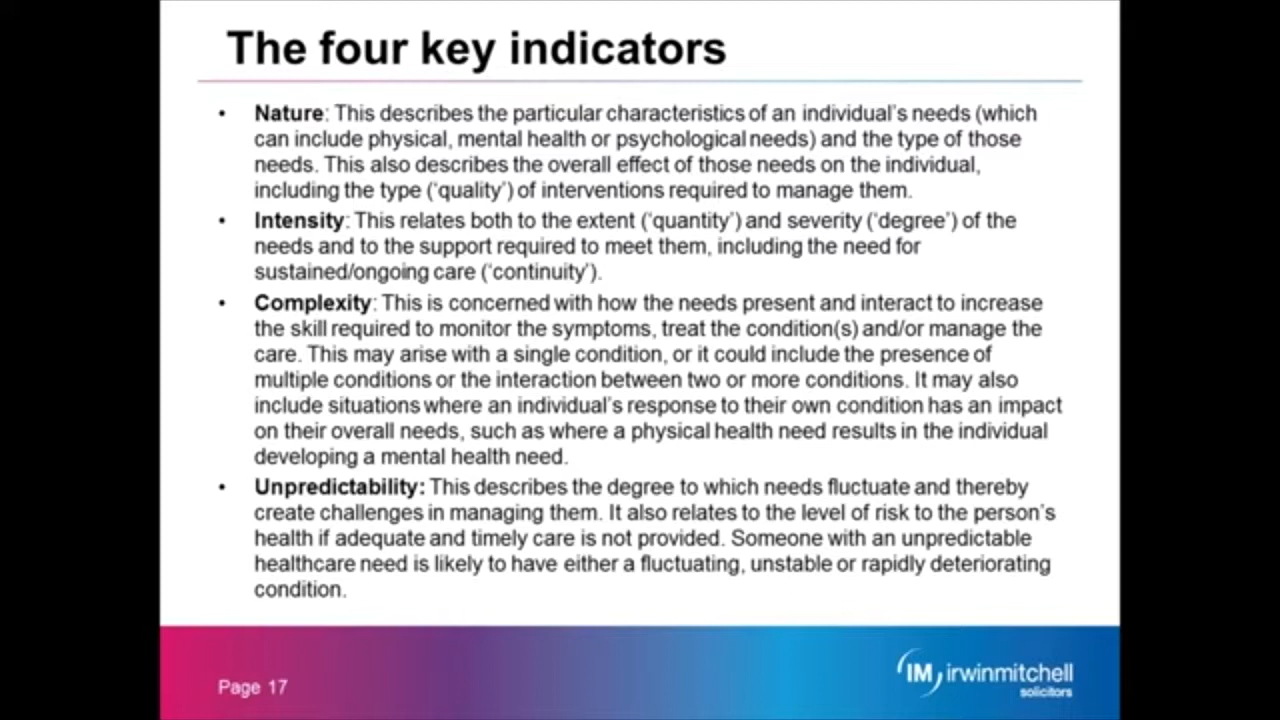 The four key indicators
• Nature: This describes the particular characteristics of an individual’s needs (which
can include physical, mental health or psychological needs) and the type of those
needs. This also describes the overall effect of those needs on the individual,
including the type (‘quality’) of interventions required to manage them.
• Intensity: This relates both to the extent (‘quantity’) and severity (‘degree’) of the
needs and to the support required to meet them, including the need for
sustained/ongoing care (‘continuity’).
• Complexity: This is concerned with how the needs present and interact to increase
the skill required to monitor the symptoms, treat the condition(s) and/or manage the
care. This may arise with a single condition, or it could include the presence of
multiple conditions or the interaction between two or more conditions. It may also
include situations where an individual’s response to their own condition has an impact
on their overall needs, such as where a physical health need results in the individual
developing a mental health need.
• Unpredictability: This describes the degree to which needs fluctuate and thereby
create challenges in managing them. It also relates to the level of risk to the person’s
health if adequate and timely care is not provided. Someone with an unpredictable
healthcare need is likely to have either a fluctuating, unstable or rapidly deteriorating
condition.
Page 17
IM irwinmitchell
solicitors